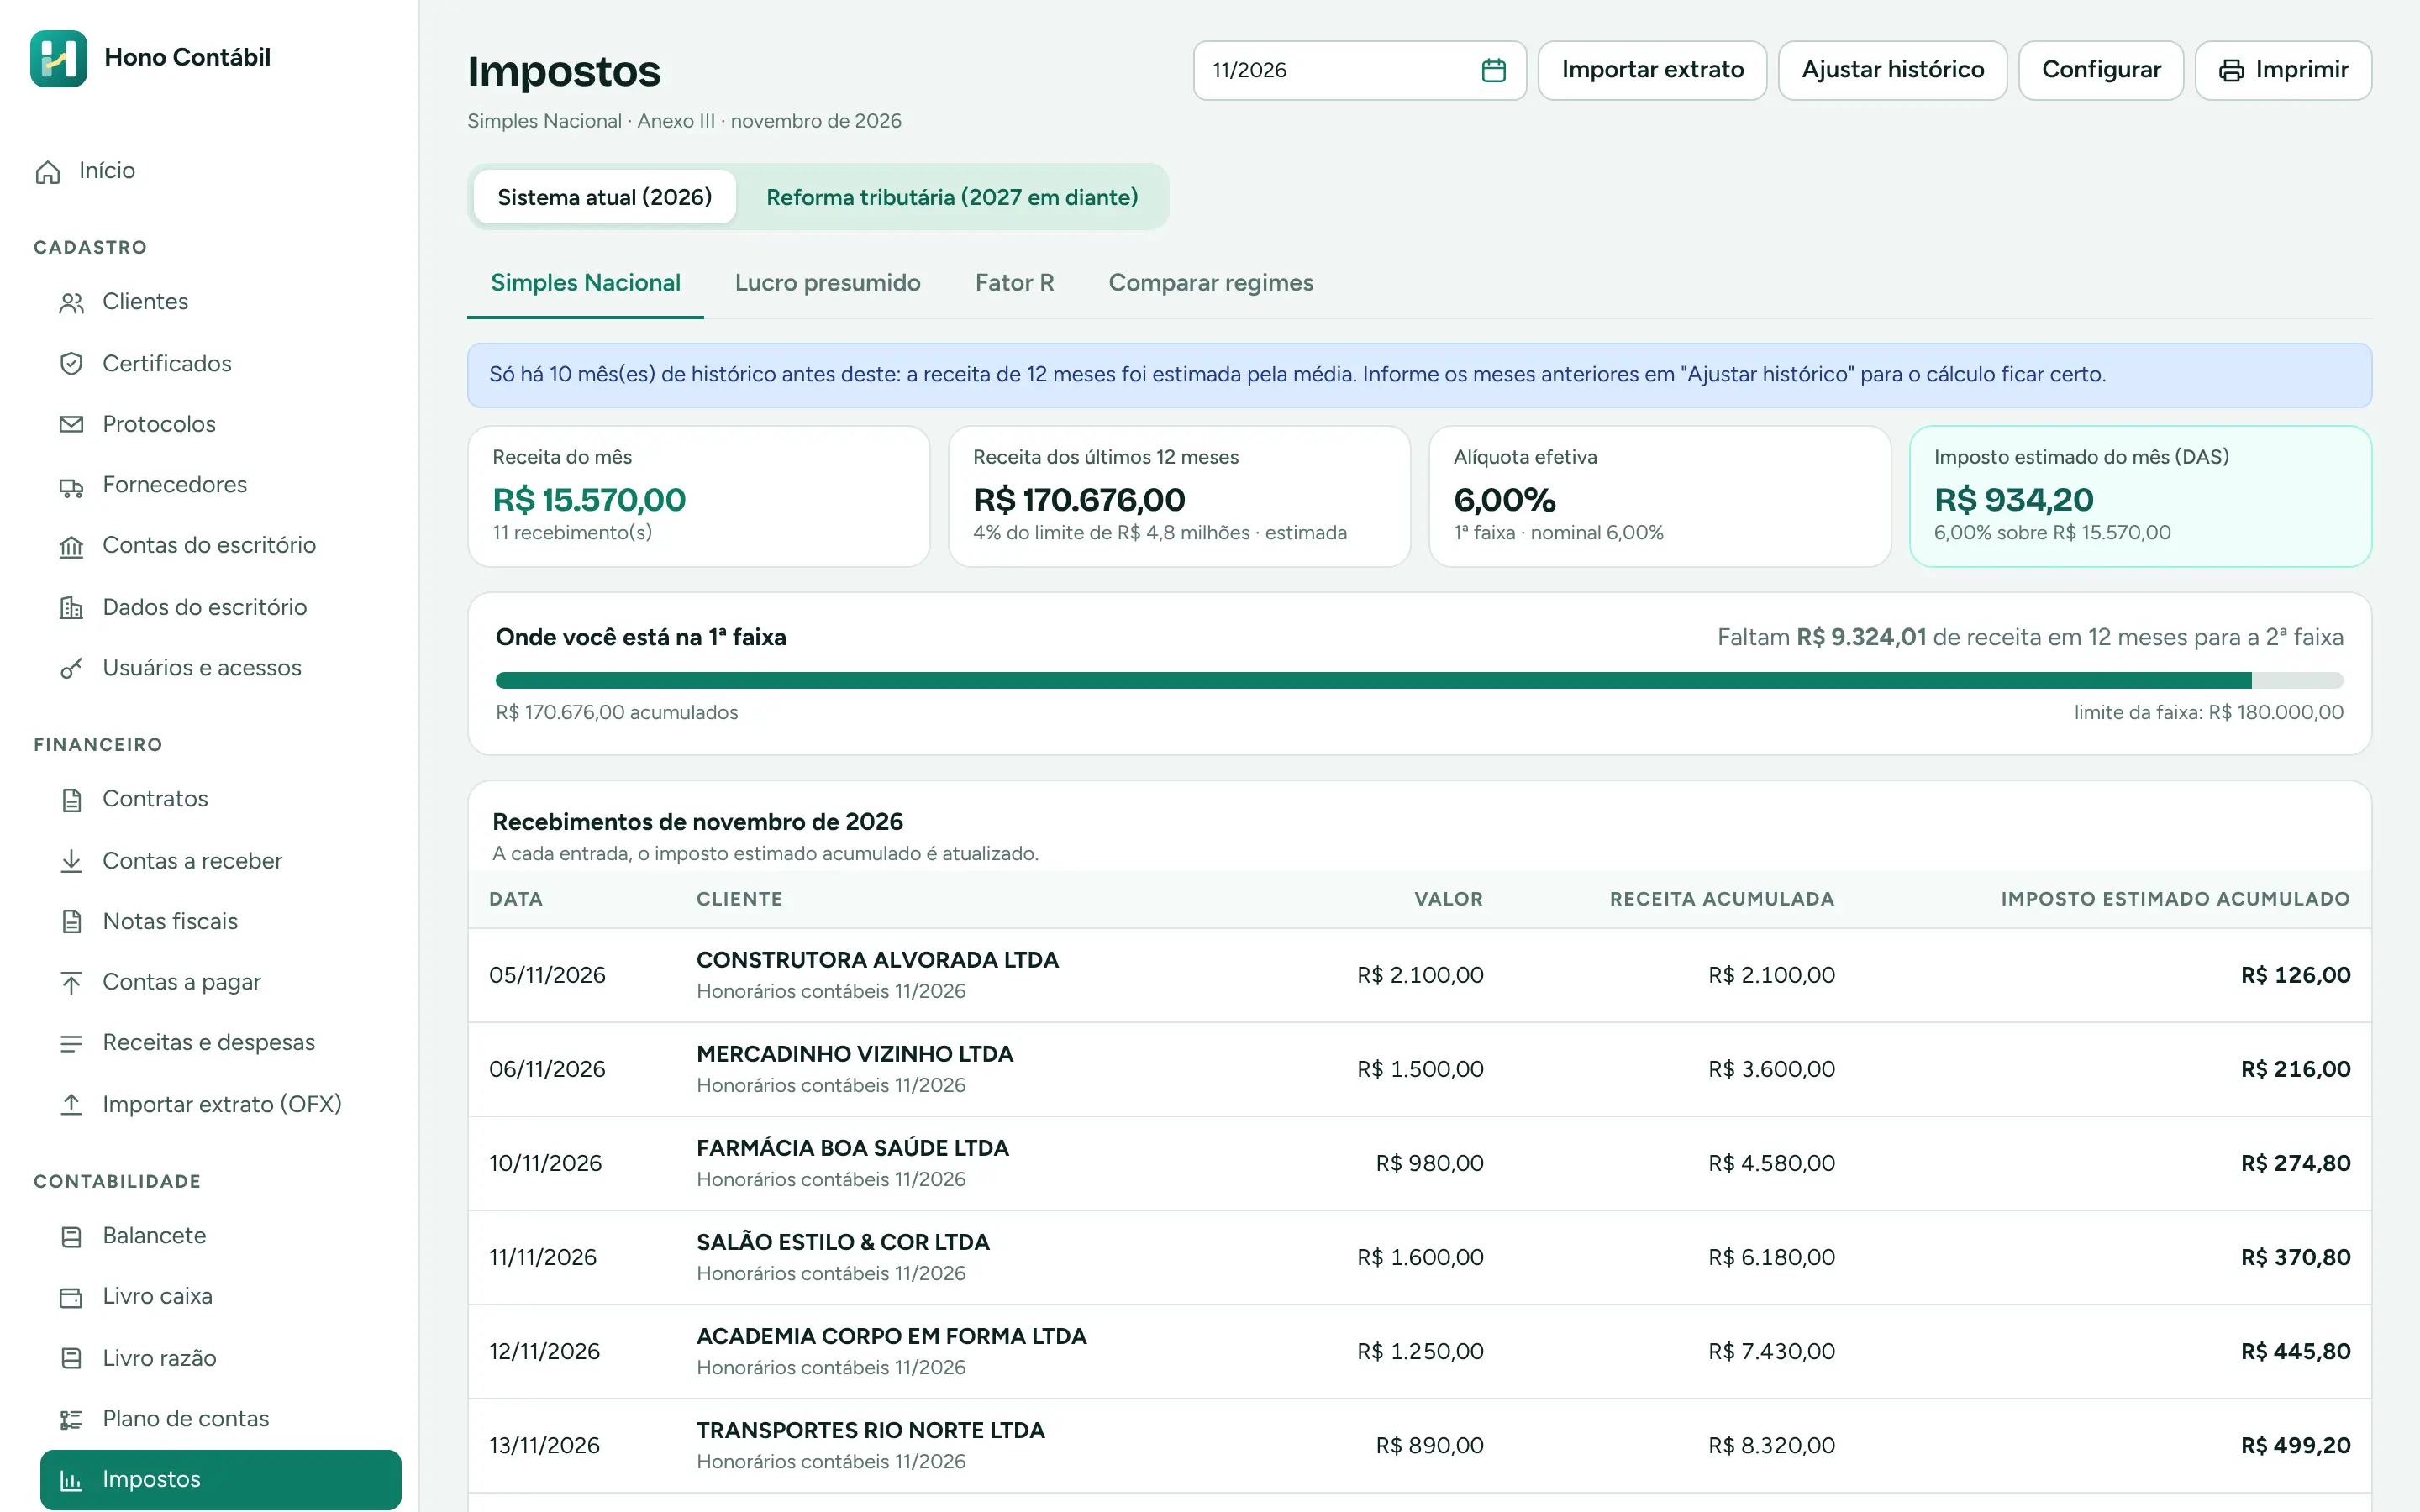 Hono Contábil
Início
CADASTRO
Clientes
Certificados
Protocolos
Fornecedores
Contas do escritório
Dados do escritório
Usuários e acessos
FINANCEIRO
Contratos
Contas a receber
Notas fiscais
Contas a pagar
Receitas e despesas
Importar extrato (OFX)
CONTABILIDADE
Balancete
Livro caixa
Livro razão
Plano de contas
Impostos
Impostos
Simples Nacional · Anexo III · novembro de 2026
11/2026
Importar extrato
Ajustar histórico
Configurar
Imprimir
Sistema atual (2026)
Reforma tributária (2027 em diante)
Simples Nacional
Lucro presumido
Fator R
Comparar regimes
Só há 10 mês(es) de histórico antes deste: a receita de 12 meses foi estimada pela média. Informe os meses anteriores em "Ajustar histórico" para o cálculo ficar certo.
Receita do mês
R$ 15.570,00
11 recebimento(s)
Receita dos últimos 12 meses
R$ 170.676,00
4% do limite de R$ 4,8 milhões · estimada
Alíquota efetiva
6,00%
1ª faixa · nominal 6,00%
Imposto estimado do mês (DAS)
R$ 934,20
6,00% sobre R$ 15.570,00
Onde você está na 1ª faixa
Faltam R$ 9.324,01 de receita em 12 meses para a 2ª faixa
R$ 170.676,00 acumulados
limite da faixa: R$ 180.000,00
Recebimentos de novembro de 2026
A cada entrada, o imposto estimado acumulado é atualizado.
DATA CLIENTE VALOR RECEITA ACUMULADA IMPOSTO ESTIMADO ACUMULADO
05/11/2026 CONSTRUTORA ALVORADA LTDA R$ 2.100,00 R$ 2.100,00 R$ 126,00
Honorários contábeis 11/2026
06/11/2026 MERCADINHO VIZINHO LTDA R$ 1.500,00 R$ 3.600,00 R$ 216,00
Honorários contábeis 11/2026
10/11/2026 FARMÁCIA BOA SAÚDE LTDA R$ 980,00 R$ 4.580,00 R$ 274,80
Honorários contábeis 11/2026
11/11/2026 SALÃO ESTILO & COR LTDA R$ 1.600,00 R$ 6.180,00 R$ 370,80
Honorários contábeis 11/2026
12/11/2026 ACADEMIA CORPO EM FORMA LTDA R$ 1.250,00 R$ 7.430,00 R$ 445,80
Honorários contábeis 11/2026
13/11/2026 TRANSPORTES RIO NORTE LTDA R$ 890,00 R$ 8.320,00 R$ 499,20
Honorários contábeis 11/2026